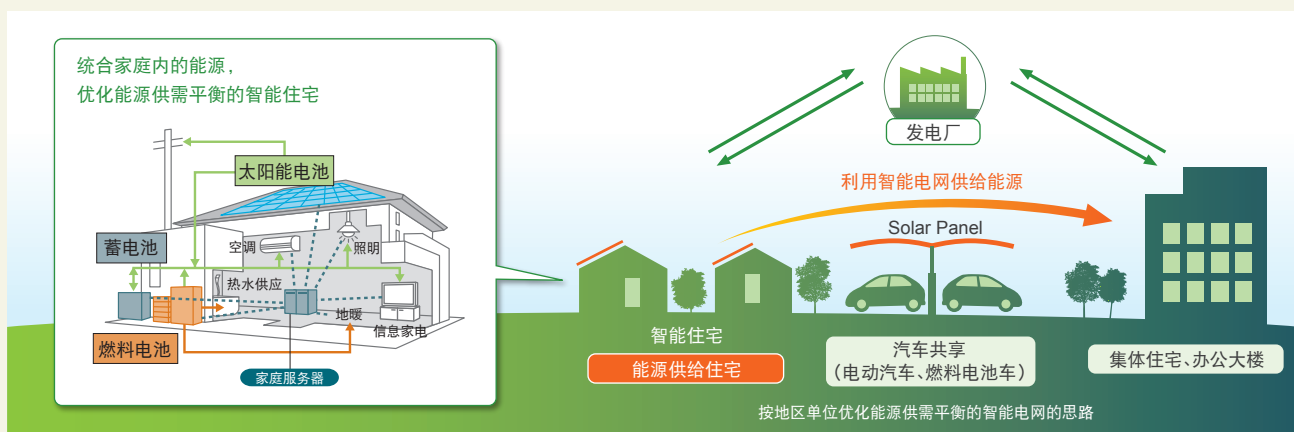 统合家庭内的能源，
优化能源供需平衡的智能住宅
太阳能电池
蓄电池
空调
照明
热水供应
地暖
信息家电
燃料电池
家庭服务器
发电厂
利用智能电网供给能源
Solar Panel
智能住宅
能源供给住宅
汽车共享
（电动汽车、燃料电池车）
集体住宅、办公大楼
按地区单位优化能源供需平衡的智能电网的思路